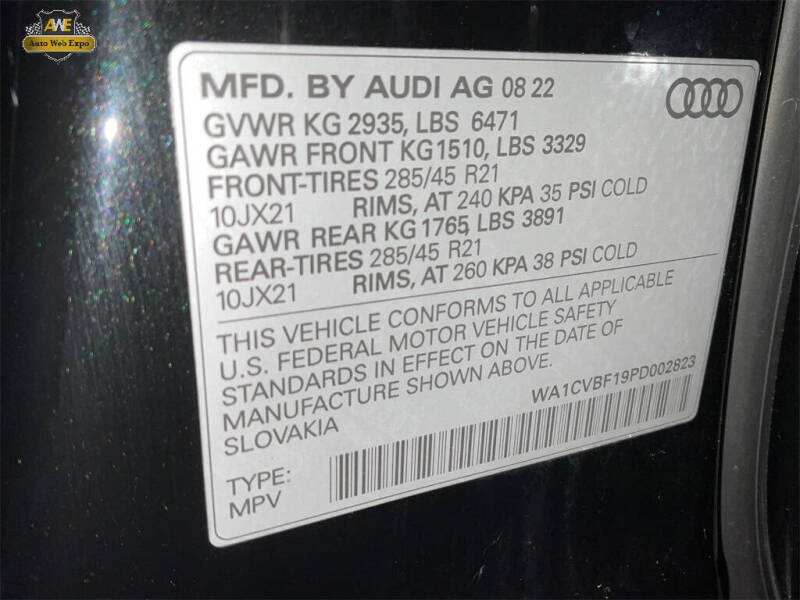 AWE
Auto Web Expo
MFD. BY AUDI AG 08 22
GVWR KG 2935, LBS 6471
GAWR FRONT KG1510, LBS 3329
FRONT-TIRES 285/45 R21
10JX21 RIMS, AT 240 KPA 35 PSI COLD
GAWR REAR KG 1765, LBS 3891
REAR-TIRES 285/45 R21
10JX21 RIMS, AT 260 KPA 38 PSI COLD
THIS VEHICLE CONFORMS TO ALL APPLICABLE
U.S. FEDERAL MOTOR VEHICLE SAFETY
STANDARDS IN EFFECT ON THE DATE OF
MANUFACTURE SHOWN ABOVE.
SLOVAKIA
WA1CVBF19PD002823
TYPE:
MPV